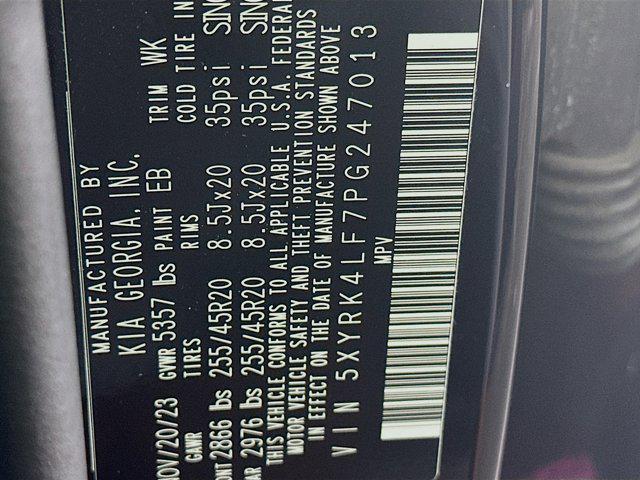 MANUFACTURED BY
KIA GEORGIA, INC.
NOV/20/23 GVWR 5357 lbs PAINT EB TRIM WK
GAWR TIRES RIMS COLD TIRE IN
2866 lbs 255/45R20 8.5Jx20 35psi
2976 lbs 255/45R20 8.5Jx20 35psi
THIS VEHICLE CONFORMS TO ALL APPLICABLE U.S.A. FEDERAL
MOTOR VEHICLE SAFETY AND THEFT PREVENTION STANDARDS
IN EFFECT ON THE DATE OF MANUFACTURE SHOWN ABOVE
VIN 5XYRK4LF7PG247013
MPV